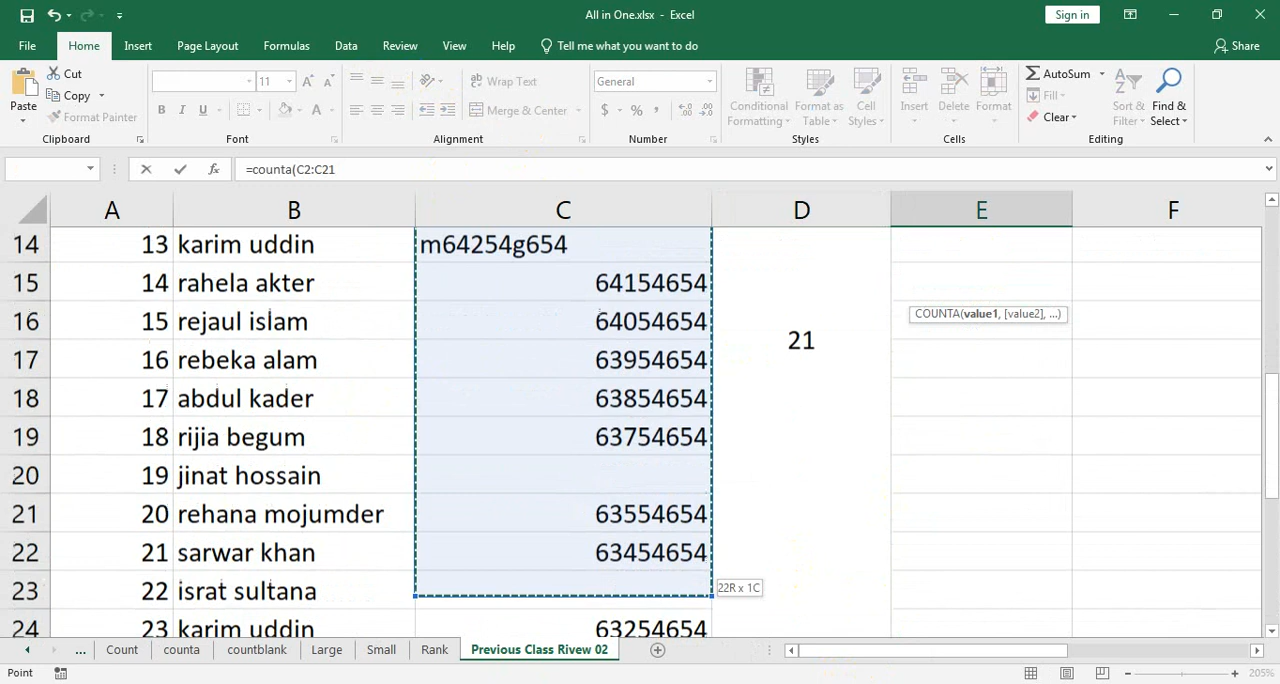 All in One.xlsx - Excel
Sign in
File Home Insert Page Layout Formulas Data Review View Help Tell me what you want to do Share
Paste Cut Copy Format Painter Clipboard
11 B I U A A A Font
Wrap Text Merge & Center Alignment
General $ % , Number
Conditional Formatting Format as Table Cell Styles Styles
Insert Delete Format Cells
AutoSum Fill Clear Sort & Filter Find & Select Editing
fx =counta(C2:C21
A B C D E F
14 13 karim uddin m64254g654
15 14 rahela akter 64154654
COUNTA(value1, [value2], ...)
16 15 rejaul islam 64054654
21
17 16 rebeka alam 63954654
18 17 abdul kader 63854654
19 18 rijia begum 63754654
20 19 jinat hossain
21 20 rehana mojumder 63554654
22 21 sarwar khan 63454654
23 22 israt sultana 22R x 1C
24 23 karim uddin 63254654
... Count counta countblank Large Small Rank Previous Class Rivew 02
Point 205%